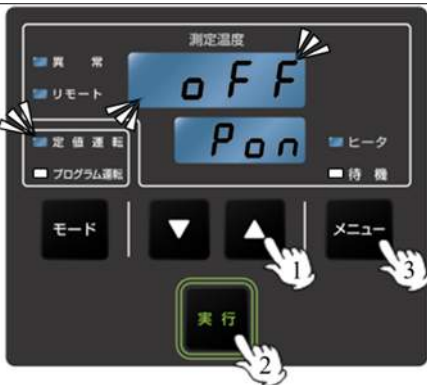 測定温度
異常
リモート
oFF
定値運転
プログラム運転
Pon
ヒータ
待機
モード
▼
▲
メニュー
実行
1
2
3